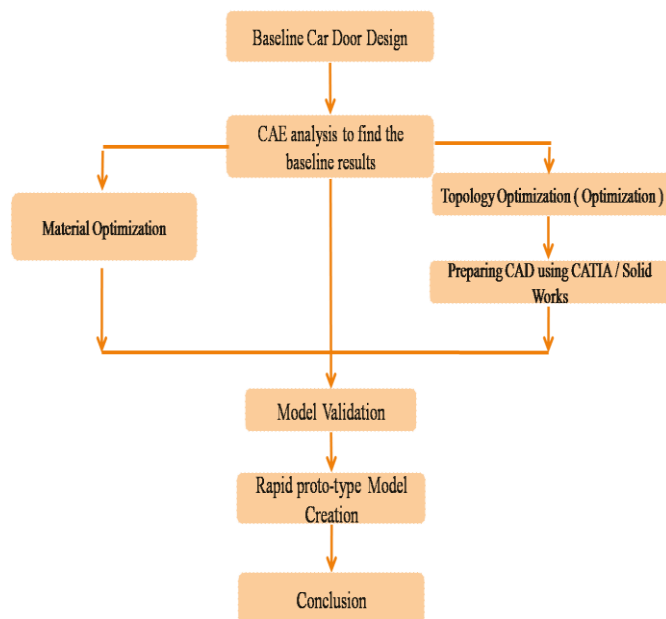 Baseline Car Door Design
CAE analysis to find the
baseline results
Material Optimization
Topology Optimization ( Optimization )
Preparing CAD using CATIA / Solid
Works
Model Validation
Rapid proto-type Model
Creation
Conclusion